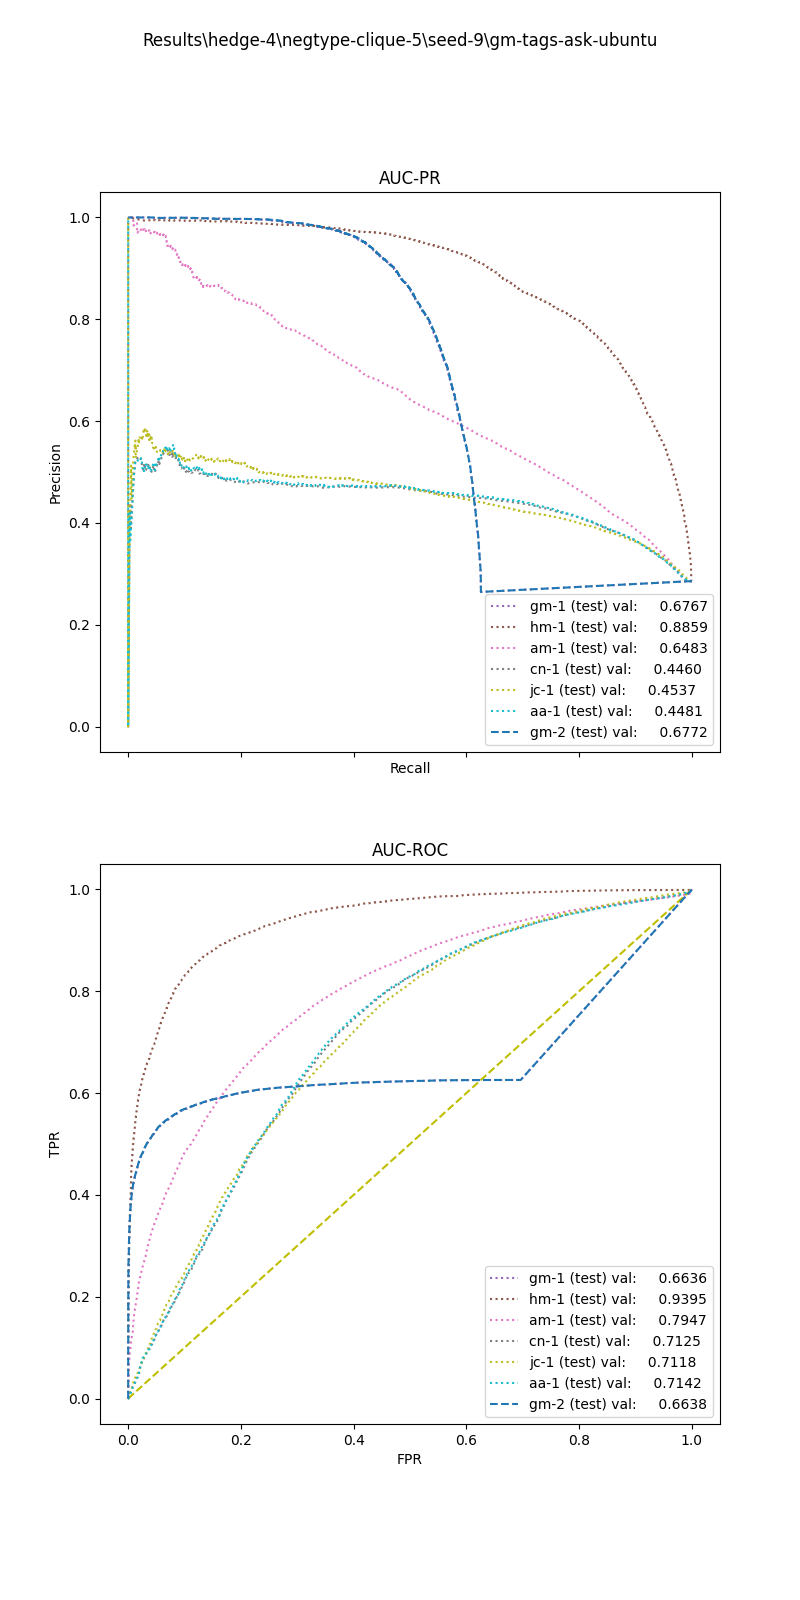 Results\hedge-4\negtype-clique-5\seed-9\gm-tags-ask-ubuntu
AUC-PR
1.0
0.8
0.6
0.4
0.2
0.0
Precision
gm-1 (test) val: 0.6767
hm-1 (test) val: 0.8859
am-1 (test) val: 0.6483
cn-1 (test) val: 0.4460
jc-1 (test) val: 0.4537
aa-1 (test) val: 0.4481
gm-2 (test) val: 0.6772
Recall
AUC-ROC
1.0
0.8
0.6
0.4
0.2
0.0
TPR
gm-1 (test) val: 0.6636
hm-1 (test) val: 0.9395
am-1 (test) val: 0.7947
cn-1 (test) val: 0.7125
jc-1 (test) val: 0.7118
aa-1 (test) val: 0.7142
gm-2 (test) val: 0.6638
0.0 0.2 0.4 0.6 0.8 1.0
FPR